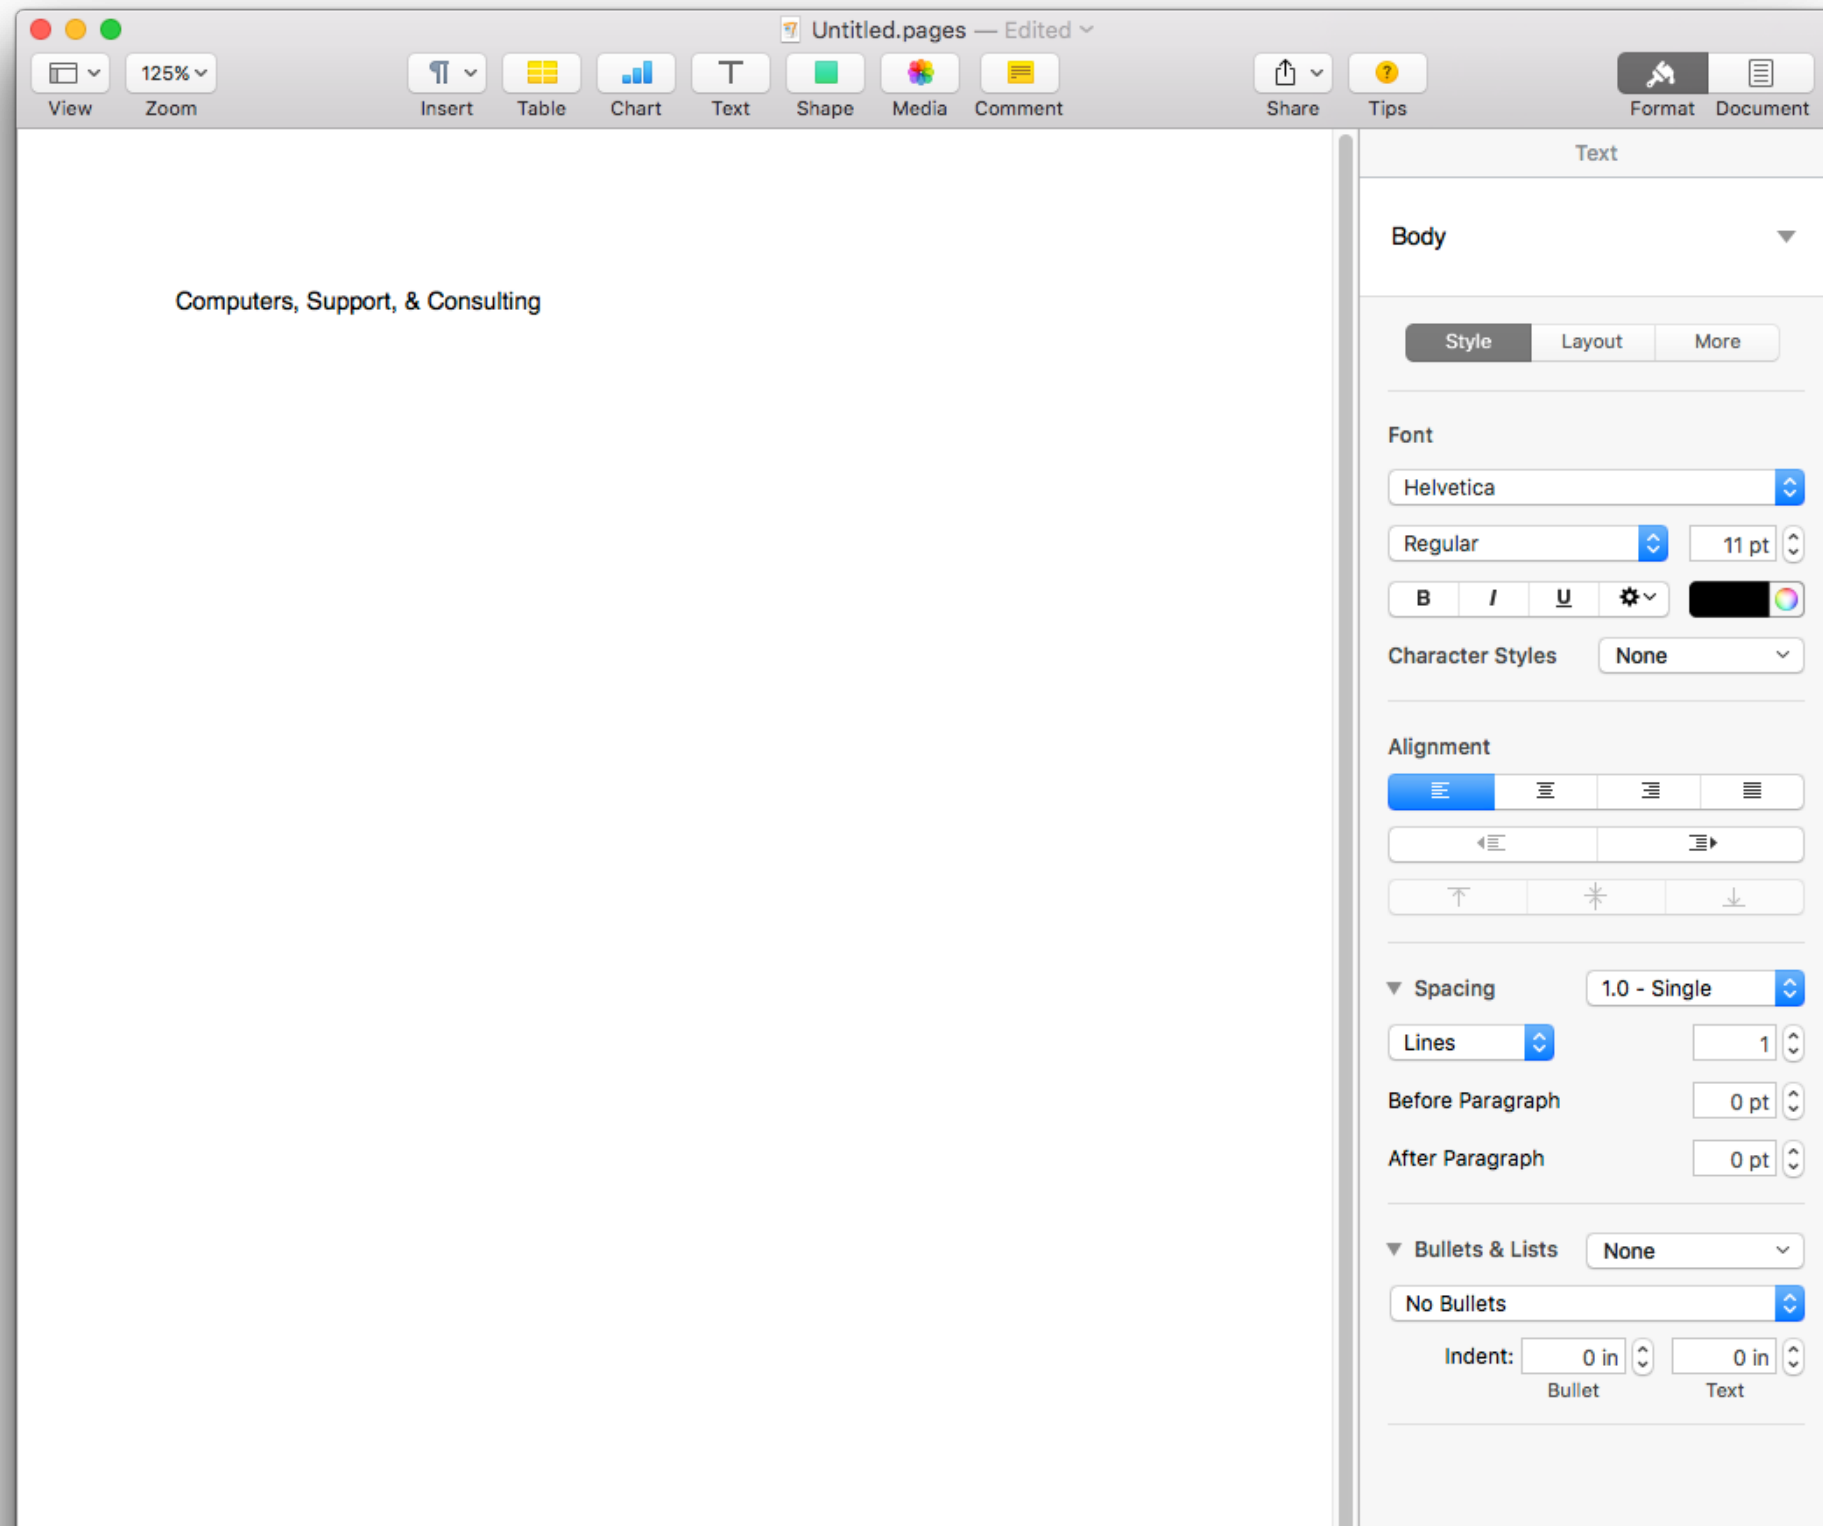 Untitled.pages — Edited
125%
View Zoom Insert Table Chart Text Shape Media Comment Share Tips Format Document
Text
Computers, Support, & Consulting
Body
Style Layout More
Font
Helvetica
Regular 11 pt
B I U
Character Styles None
Alignment
Spacing 1.0 - Single
Lines 1
Before Paragraph 0 pt
After Paragraph 0 pt
Bullets & Lists None
No Bullets
Indent: 0 in 0 in
Bullet Text